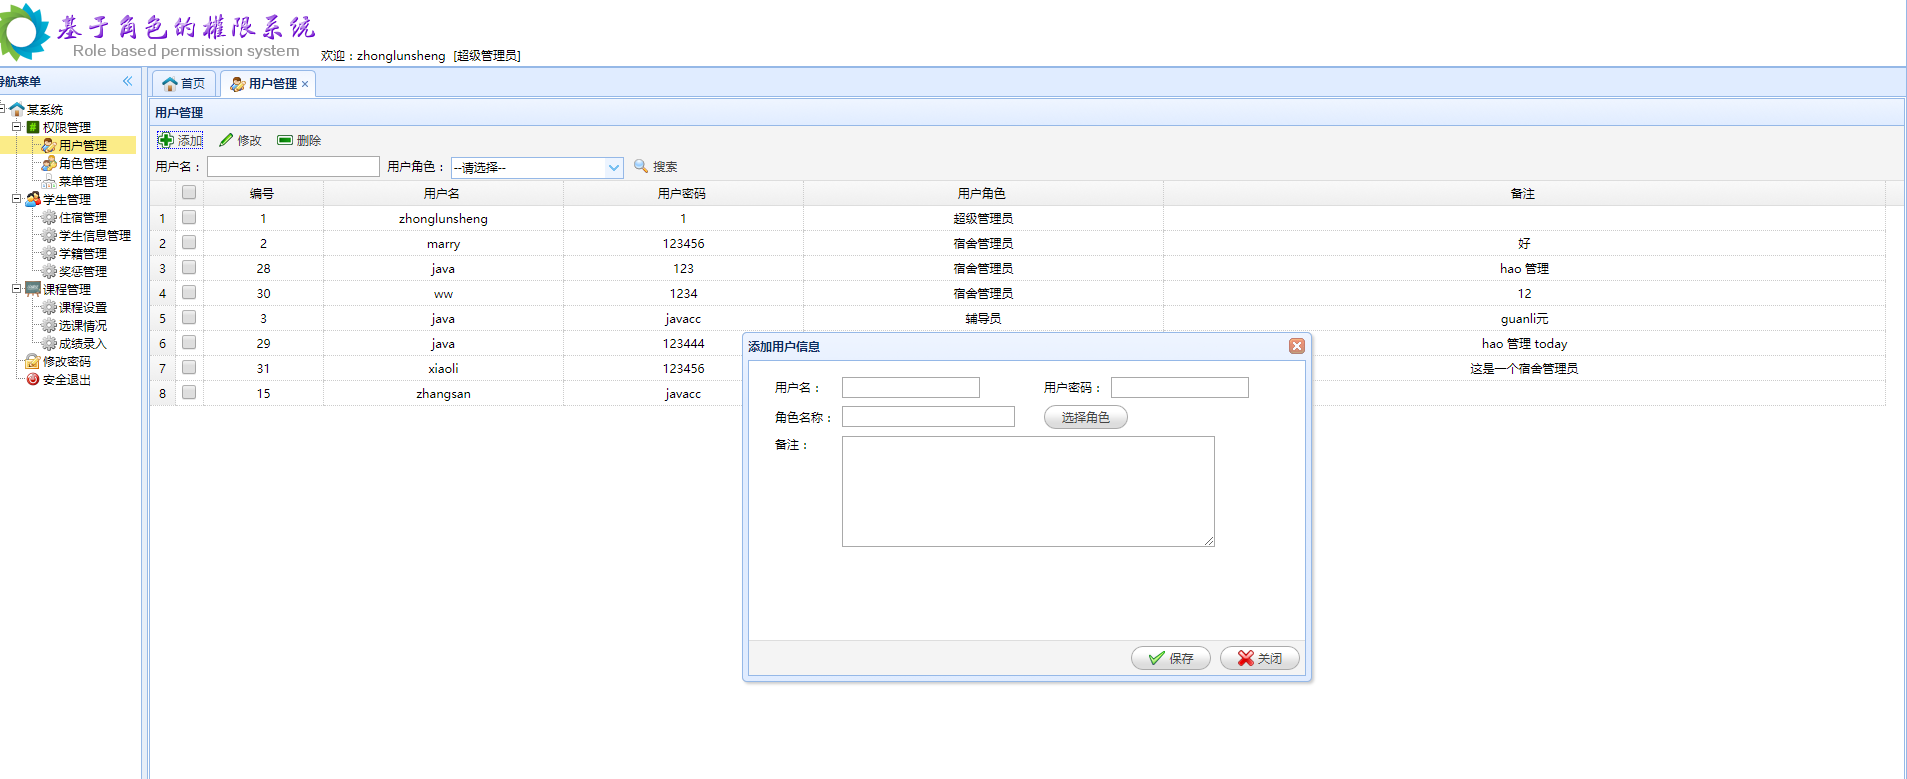 基于角色的權限系统
Role based permission system
欢迎：zhonglunsheng [超级管理员]
导航菜单
某系统
权限管理
用户管理
角色管理
菜单管理
学生管理
住宿管理
学生信息管理
学籍管理
奖惩管理
课程管理
课程设置
选课情况
成绩录入
修改密码
安全退出
首页 用户管理
用户管理
添加 修改 删除
用户名： 用户角色： --请选择-- 搜索
编号 用户名 用户密码 用户角色 备注
1 1 zhonglunsheng 1 超级管理员
2 2 marry 123456 宿舍管理员 好
3 28 java 123 宿舍管理员 hao 管理
4 30 ww 1234 宿舍管理员 12
5 3 java javacc 辅导员 guanli元
6 29 java 123444 hao 管理 today
7 31 xiaoli 123456 这是一个宿舍管理员
8 15 zhangsan javacc
添加用户信息
用户名： 用户密码：
角色名称： 选择角色
备注：
保存 关闭